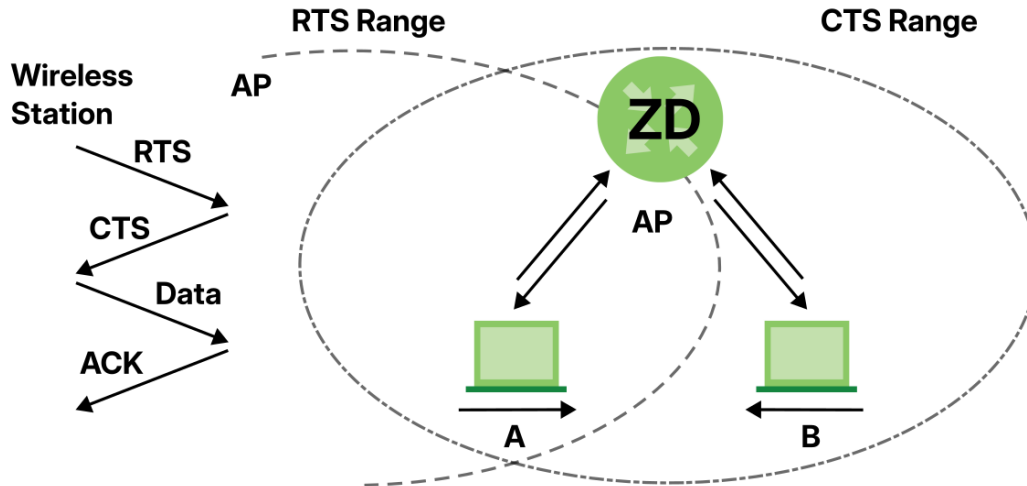 RTS Range
CTS Range
Wireless
Station
AP
RTS
CTS
Data
ACK
ZD
AP
A
B